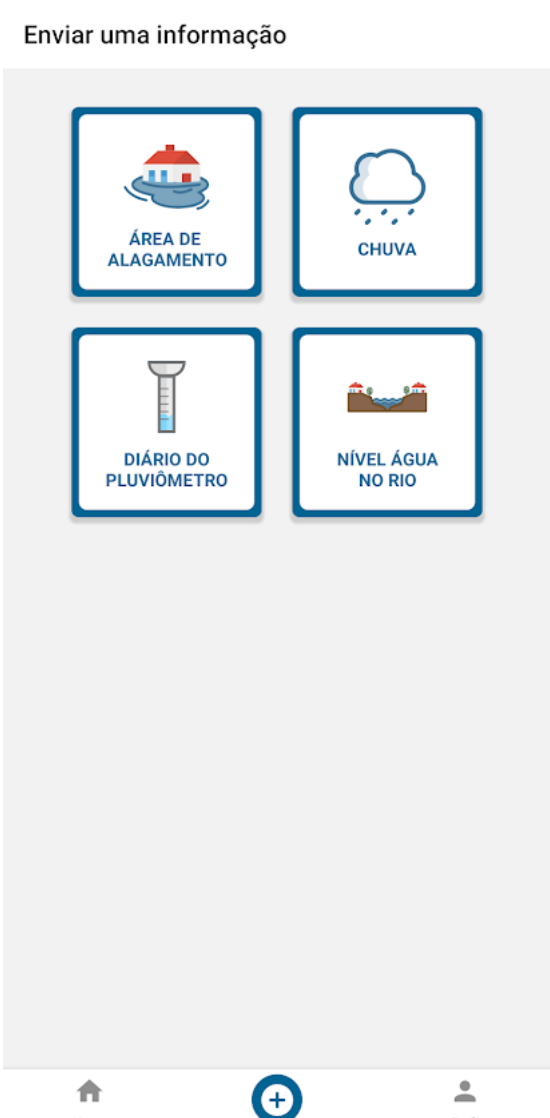 Enviar uma informação
ÁREA DE
ALAGAMENTO
CHUVA
DIÁRIO DO
PLUVIÔMETRO
NÍVEL ÁGUA
NO RIO